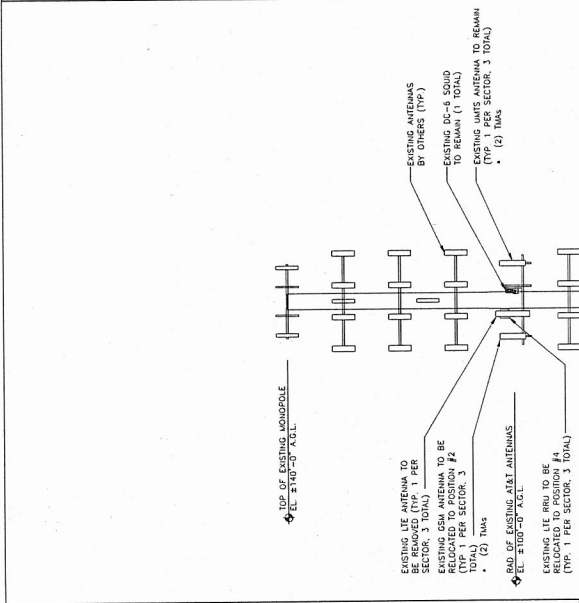 TOP OF EXISTING MONOPOLE
EL. ±140'-0" A.G.L.
EXISTING ANTENNAS
BY OTHERS (TYP.)
EXISTING DC-6 SQUID
TO REMAIN (1 TOTAL)
EXISTING UMTS ANTENNA TO REMAIN
(TYP. 1 PER SECTOR, 3 TOTAL)
• (2) TMAs
EXISTING LTE ANTENNA TO
BE REMOVED (TYP. 1 PER
SECTOR, 3 TOTAL)
EXISTING GSM ANTENNA TO BE
RELOCATED TO POSITION #2
(TYP 1 PER SECTOR, 3
TOTAL)
• (2) TMAs
RAD OF EXISTING AT&T ANTENNAS
EL. ±100'-0" A.G.L.
EXISTING LTE RRU TO BE
RELOCATED TO POSITION #4
(TYP. 1 PER SECTOR, 3 TOTAL)